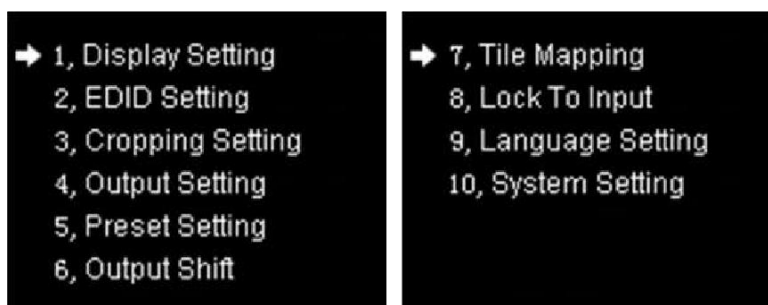 1, Display Setting
2, EDID Setting
3, Cropping Setting
4, Output Setting
5, Preset Setting
6, Output Shift
7, Tile Mapping
8, Lock To Input
9, Language Setting
10, System Setting